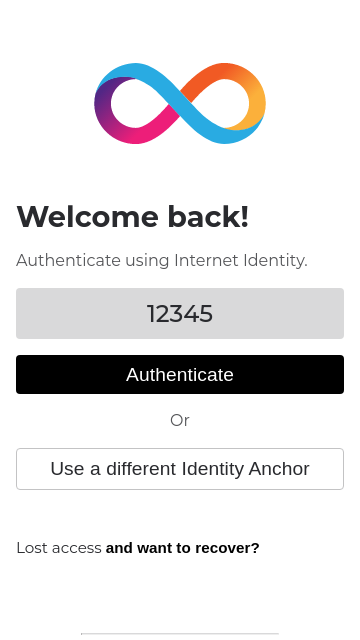 Welcome back!
Authenticate using Internet Identity.
12345
Authenticate
Or
Use a different Identity Anchor
Lost access and want to recover?